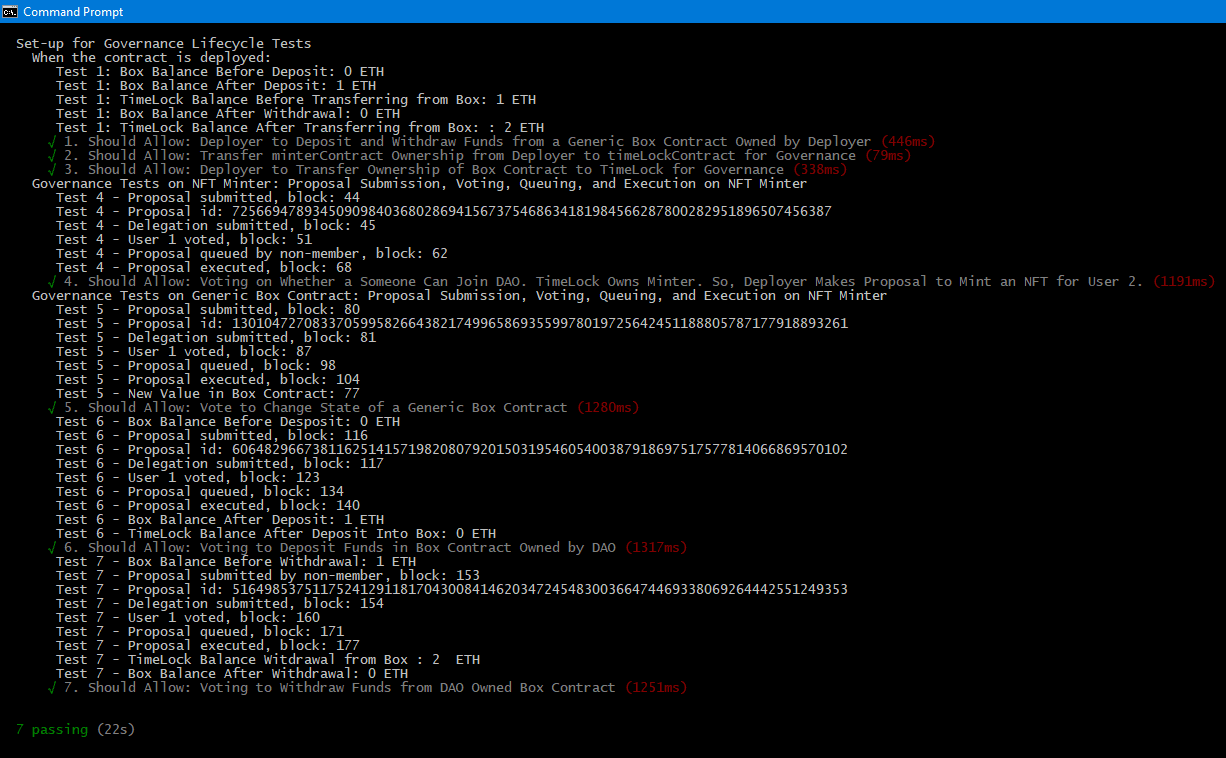 Command Prompt
Set-up for Governance Lifecycle Tests
When the contract is deployed:
Test 1: Box Balance Before Deposit: 0 ETH
Test 1: Box Balance After Deposit: 1 ETH
Test 1: TimeLock Balance Before Transferring from Box: 1 ETH
Test 1: Box Balance After Withdrawal: 0 ETH
Test 1: TimeLock Balance After Transferring from Box: : 2 ETH
√ 1. Should Allow: Deployer to Deposit and Withdraw Funds from a Generic Box Contract Owned by Deployer (446ms)
√ 2. Should Allow: Transfer minterContract Ownership from Deployer to timeLockContract for Governance (79ms)
√ 3. Should Allow: Deployer to Transfer Ownership of Box Contract to TimeLock for Governance (338ms)
Governance Tests on NFT Minter: Proposal Submission, Voting, Queuing, and Execution on NFT Minter
Test 4 - Proposal submitted, block: 44
Test 4 - Proposal id: 725669478934509098403680286941567375468634181984566287800282951896507456387
Test 4 - Delegation submitted, block: 45
Test 4 - User 1 voted, block: 51
Test 4 - Proposal queued by non-member, block: 62
Test 4 - Proposal executed, block: 68
√ 4. Should Allow: Voting on Whether a Someone Can Join DAO. TimeLock Owns Minter. So, Deployer Makes Proposal to Mint an NFT for User 2. (1191ms)
Governance Tests on Generic Box Contract: Proposal Submission, Voting, Queuing, and Execution on NFT Minter
Test 5 - Proposal submitted, block: 80
Test 5 - Proposal id: 13010472708337059958266438217499658693559978019725642451188805787177918893261
Test 5 - Delegation submitted, block: 81
Test 5 - User 1 voted, block: 87
Test 5 - Proposal queued, block: 98
Test 5 - Proposal executed, block: 104
Test 5 - New Value in Box Contract: 77
√ 5. Should Allow: Vote to Change State of a Generic Box Contract (1280ms)
Test 6 - Box Balance Before Desposit: 0 ETH
Test 6 - Proposal submitted, block: 116
Test 6 - Proposal id: 60648296673811625141571982080792015031954605400387918697517577814066869570102
Test 6 - Delegation submitted, block: 117
Test 6 - User 1 voted, block: 123
Test 6 - Proposal queued, block: 134
Test 6 - Proposal executed, block: 140
Test 6 - Box Balance After Deposit: 1 ETH
Test 6 - TimeLock Balance After Deposit Into Box: 0 ETH
√ 6. Should Allow: Voting to Deposit Funds in Box Contract Owned by DAO (1317ms)
Test 7 - Box Balance Before Withdrawal: 1 ETH
Test 7 - Proposal submitted by non-member, block: 153
Test 7 - Proposal id: 51649853751175241291181704300841462034724548300366474469338069264442551249353
Test 7 - Delegation submitted, block: 154
Test 7 - User 1 voted, block: 160
Test 7 - Proposal queued, block: 171
Test 7 - Proposal executed, block: 177
Test 7 - TimeLock Balance Witdrawal from Box : 2  ETH
Test 7 - Box Balance After Withdrawal: 0 ETH
√ 7. Should Allow: Voting to Withdraw Funds from DAO Owned Box Contract (1251ms)
7 passing (22s)